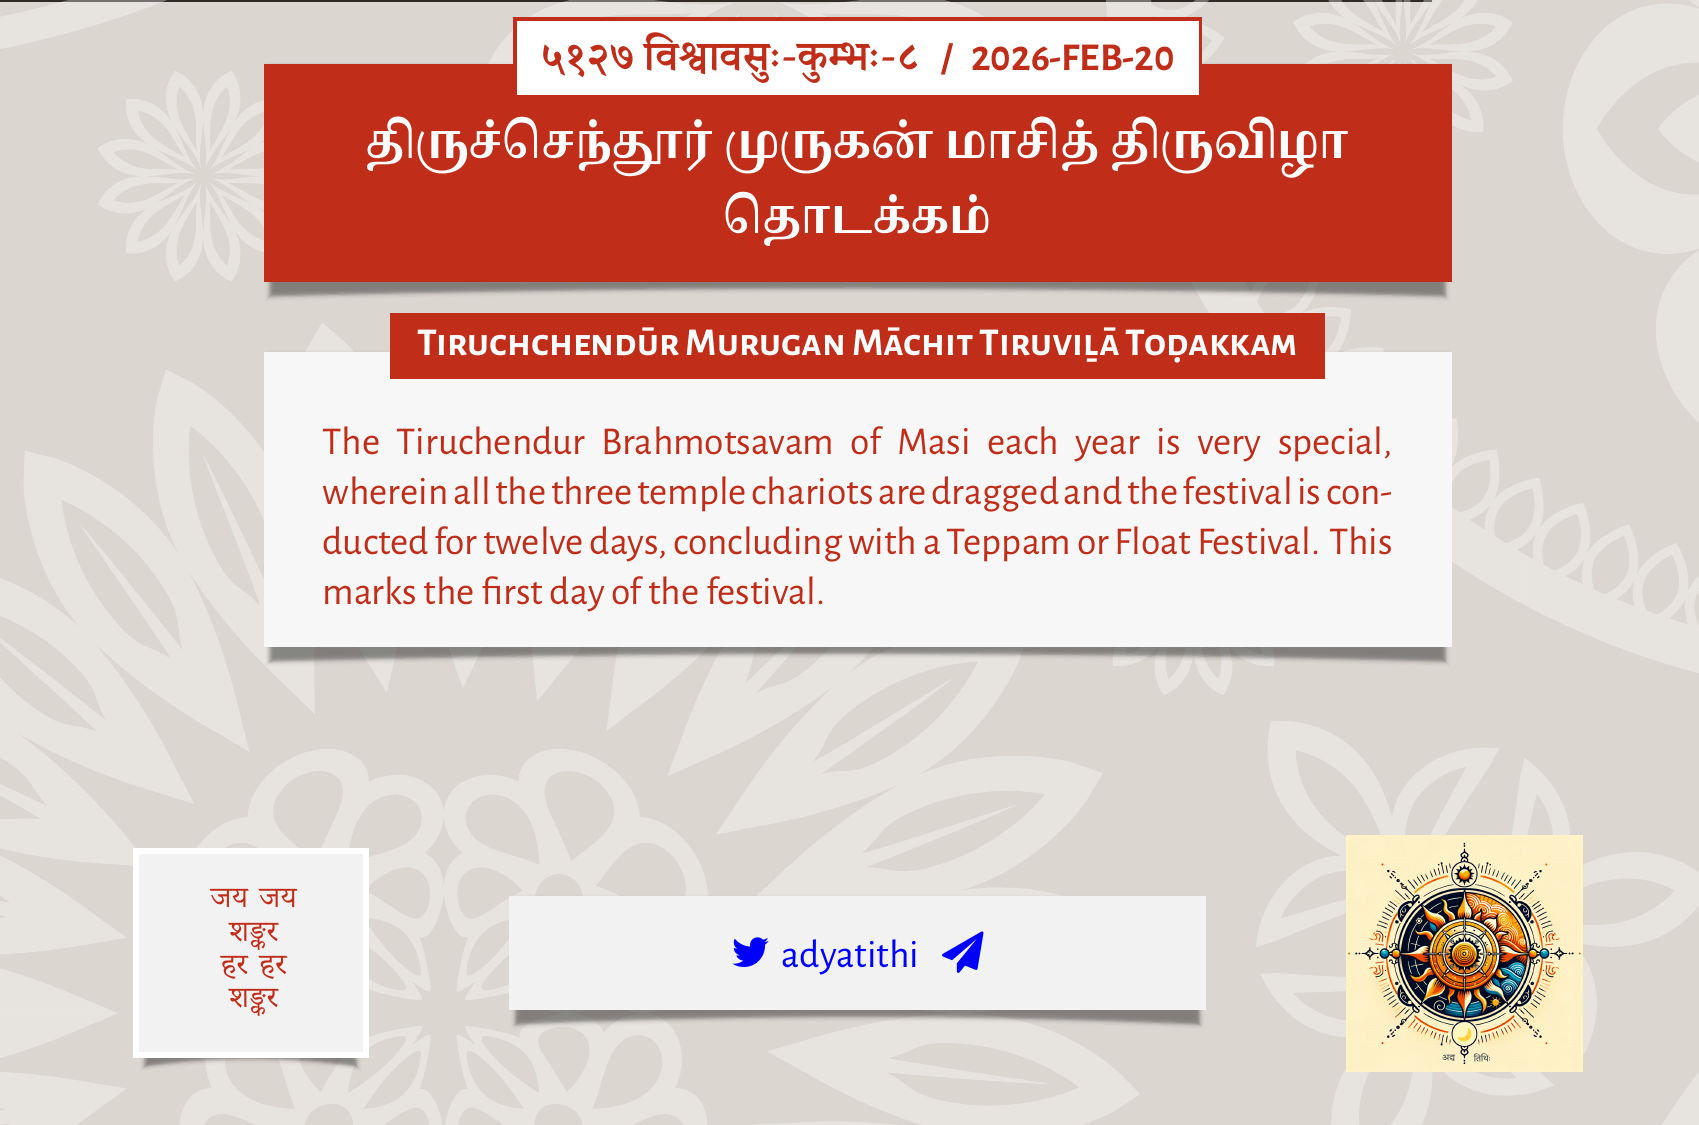 ५१२७ विश्वावसुः-कुम्भः-८ / 2026-FEB-20
திருச்செந்தூர் முருகன் மாசித் திருவிழா
தொடக்கம்
Tiruchchendūr Murugan Māchit Tiruviḻā Toḍakkam
The Tiruchendur Brahmotsavam of Masi each year is very special,
wherein all the three temple chariots are dragged and the festival is con-
ducted for twelve days, concluding with a Teppam or Float Festival. This
marks the first day of the festival.
जय जय
शङ्कर
हर हर
शङ्कर
adyatithi
अद्य तिथिः